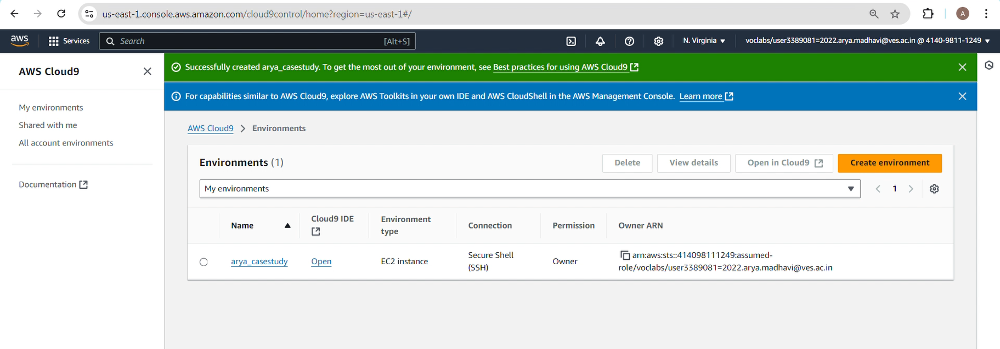 us-east-1.console.aws.amazon.com/cloud9control/home?region=us-east-1#/
A
aws
Services
Search
[Alt+S]
N. Virginia
voclabs/user3389081=2022.arya.madhavi@ves.ac.in @ 4140-9811-1249
AWS Cloud9
My environments
Shared with me
All account environments
Documentation
Successfully created arya_casestudy. To get the most out of your environment, see Best practices for using AWS Cloud9
For capabilities similar to AWS Cloud9, explore AWS Toolkits in your own IDE and AWS CloudShell in the AWS Management Console. Learn more
AWS Cloud9 > Environments
Environments (1)
Delete
View details
Open in Cloud9
Create environment
My environments
1
Name
Cloud9 IDE
Environment
type
Connection
Permission
Owner ARN
arya_casestudy
Open
EC2 instance
Secure Shell
(SSH)
Owner
arn:aws:sts::414098111249:assumed-
role/voclabs/user3389081=2022.arya.madhavi@ves.ac.in